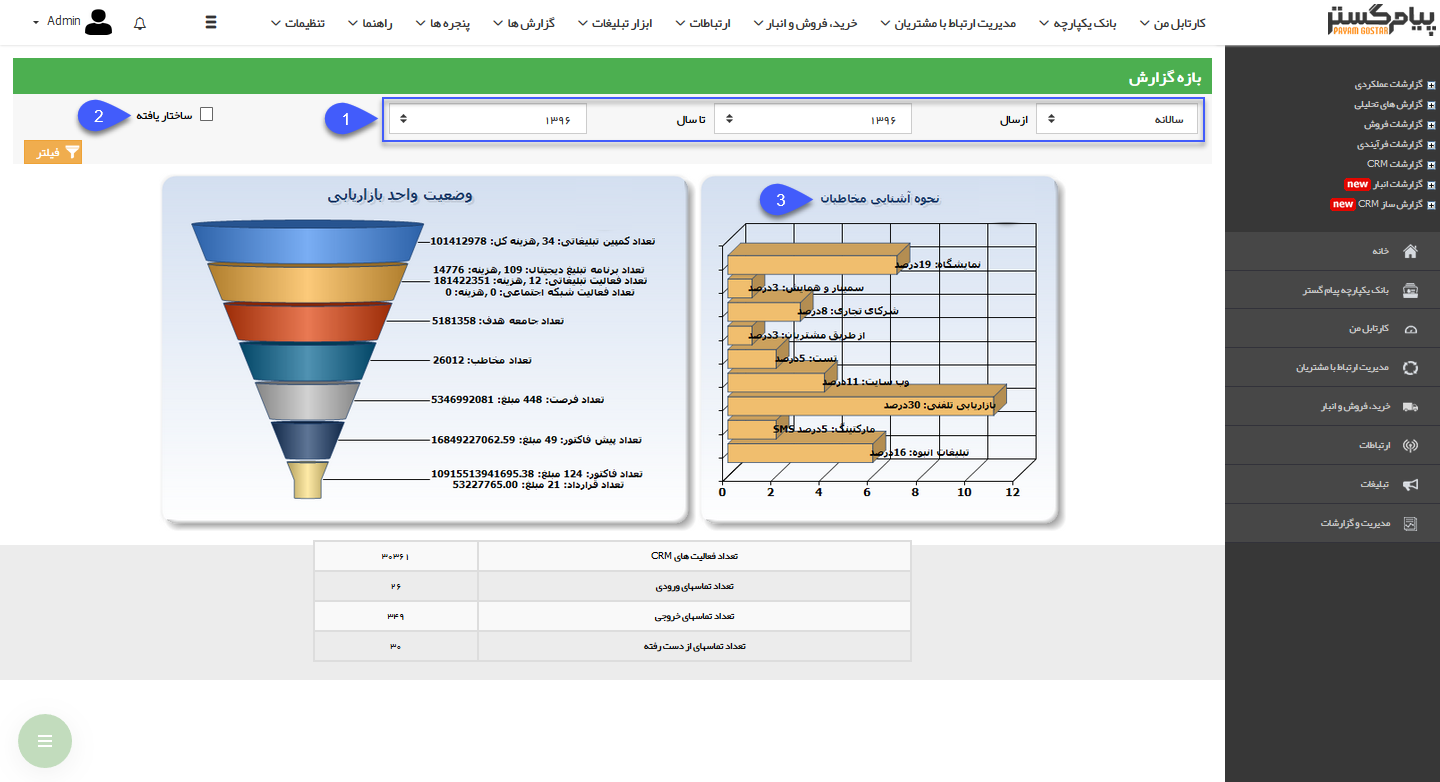 پیام‌گستر
PAYAM GOSTAR
کارتابل من
بانک یکپارچه
مدیریت ارتباط با مشتریان
خرید، فروش و انبار
ارتباطات
ابزار تبلیغات
گزارش ها
پنجره ها
راهنما
تنظیمات
Admin
گزارشات عملکردی
گزارش های تحلیلی
گزارشات فروش
گزارشات فرآیندی
گزارشات CRM
گزارشات انبار new
گزارش ساز CRM new
خانه
بانک یکپارچه پیام گستر
کارتابل من
مدیریت ارتباط با مشتریان
خرید، فروش و انبار
ارتباطات
تبلیغات
مدیریت و گزارشات
بازه گزارش
سالانه
از سال
۱۳۹۶
تا سال
۱۳۹۶
1
ساختار یافته
2
فیلتر
نحوه آشنایی مخاطبان
3
نمایشگاه: 19درصد
سمینار و همایش: 3درصد
شرکای تجاری: 8درصد
از طریق مشتریان: 3درصد
تست: 5درصد
وب سایت: 11درصد
بازاریابی تلفنی: 30درصد
مارکتینگ: 5درصد SMS
تبلیغات انبوه: 16درصد
0 2 4 6 8 10 12
وضعیت واحد بازاریابی
تعداد کمپین تبلیغاتی: 34 ,هزینه کل: 101412978
تعداد برنامه تبلیغ دیجیتال: 109 ,هزینه: 14776
تعداد فعالیت تبلیغاتی: 12 ,هزینه: 181422351
تعداد فعالیت شبکه اجتماعی: 0 ,هزینه: 0
تعداد جامعه هدف: 5181358
تعداد مخاطب: 26012
تعداد فرصت: 448 مبلغ: 5346992081
تعداد پیش فاکتور: 49 مبلغ: 16849227062.59
تعداد فاکتور: 124 مبلغ: 10915513941695.38
تعداد قرارداد: 21 مبلغ: 53227765.00
تعداد فعالیت های CRM ۳۰۳۶۱
تعداد تماسهای ورودی ۲۶
تعداد تماسهای خروجی ۳۴۹
تعداد تماسهای از دست رفته ۳۰